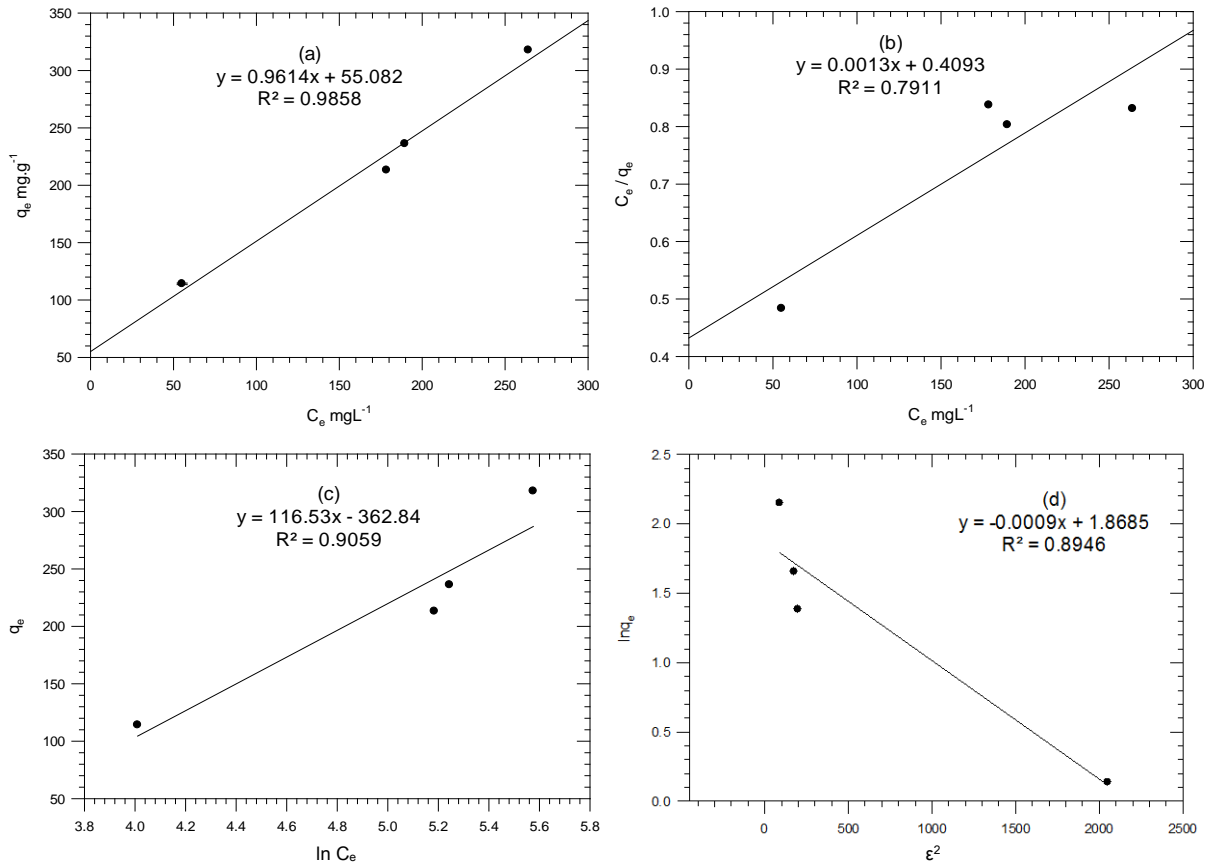 (a)
y = 0.9614x + 55.082
R² = 0.9858
350
300
250
200
150
100
50
qₑ mg.g⁻¹
0 50 100 150 200 250 300
Cₑ mgL⁻¹
(b)
y = 0.0013x + 0.4093
R² = 0.7911
1.0
0.9
0.8
0.7
0.6
0.5
0.4
Cₑ / qₑ
0 50 100 150 200 250 300
Cₑ mgL⁻¹
(c)
y = 116.53x - 362.84
R² = 0.9059
350
300
250
200
150
100
50
qₑ
3.8 4.0 4.2 4.4 4.6 4.8 5.0 5.2 5.4 5.6 5.8
ln Cₑ
(d)
y = -0.0009x + 1.8685
R² = 0.8946
2.5
2.0
1.5
1.0
0.5
0.0
lnqₑ
0 500 1000 1500 2000 2500
ε²